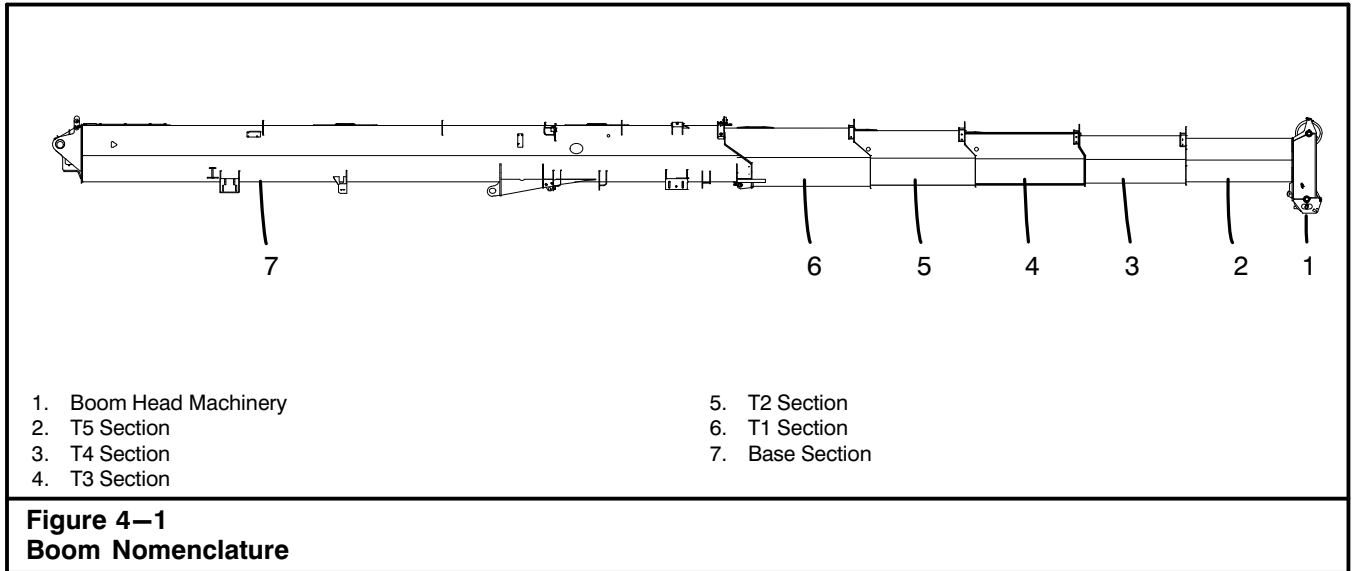 7 6 5 4 3 2 1
1. Boom Head Machinery
2. T5 Section
3. T4 Section
4. T3 Section
5. T2 Section
6. T1 Section
7. Base Section
Figure 4—1
Boom Nomenclature